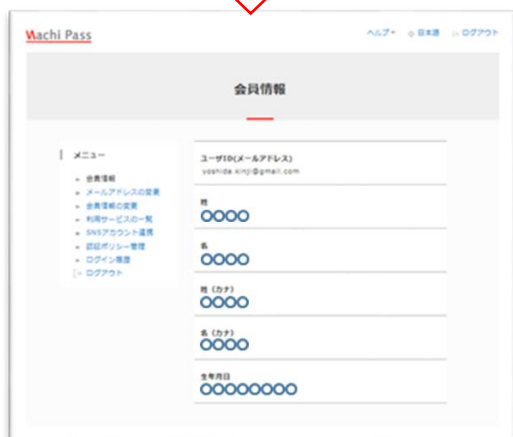 Machi Pass
ヘルプ
日本語
ログアウト
会員情報
メニュー
会員情報
メールアドレスの変更
会員情報の変更
利用サービスの一覧
SNSアカウント連携
認証ポリシー管理
ログイン履歴
ログアウト
ユーザID(メールアドレス)
yoshida.kinji@gmail.com
姓
〇〇〇〇
名
〇〇〇〇
姓（カナ）
〇〇〇〇
名（カナ）
〇〇〇〇
生年月日
〇〇〇〇〇〇〇〇